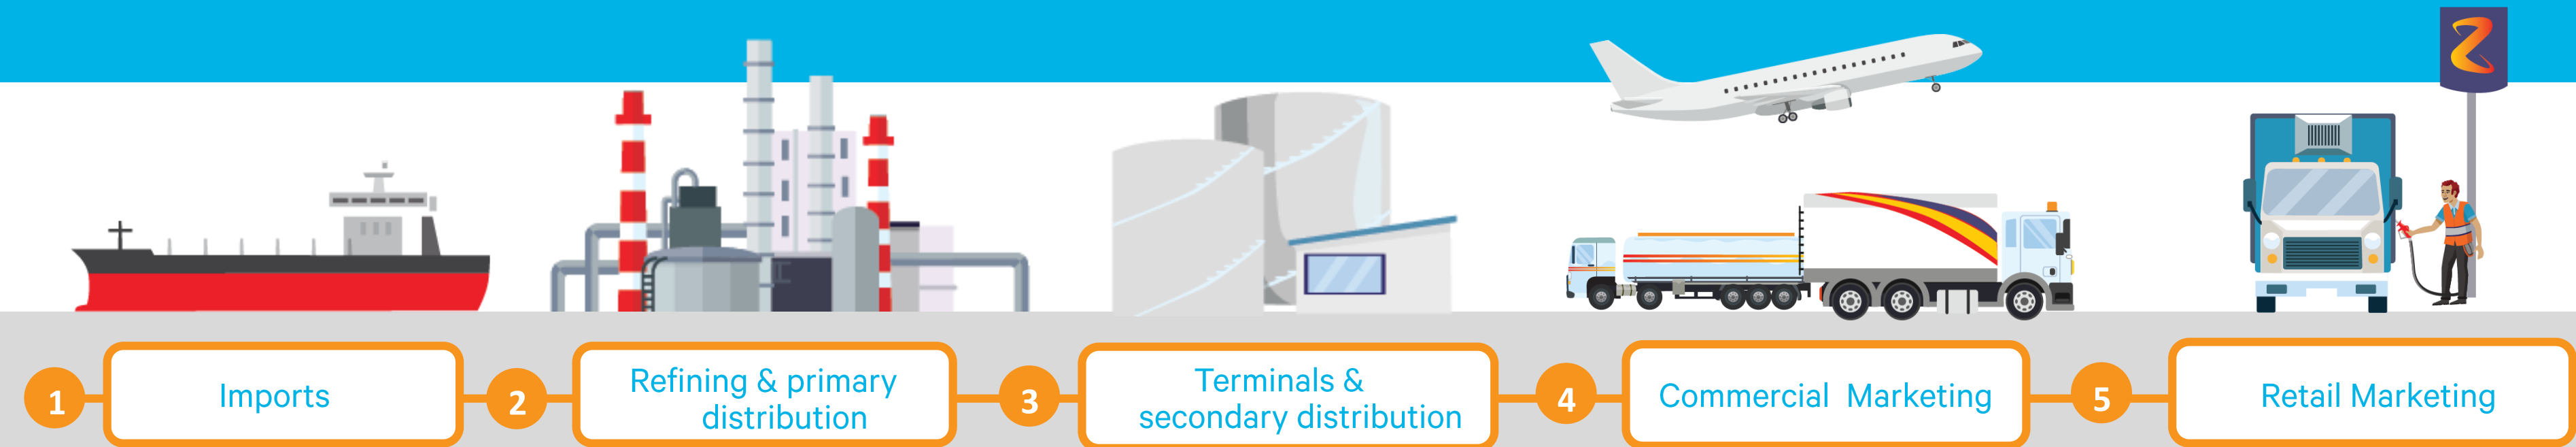 1
Imports
2
Refining & primary
distribution
3
Terminals &
secondary distribution
4
Commercial Marketing
5
Retail Marketing